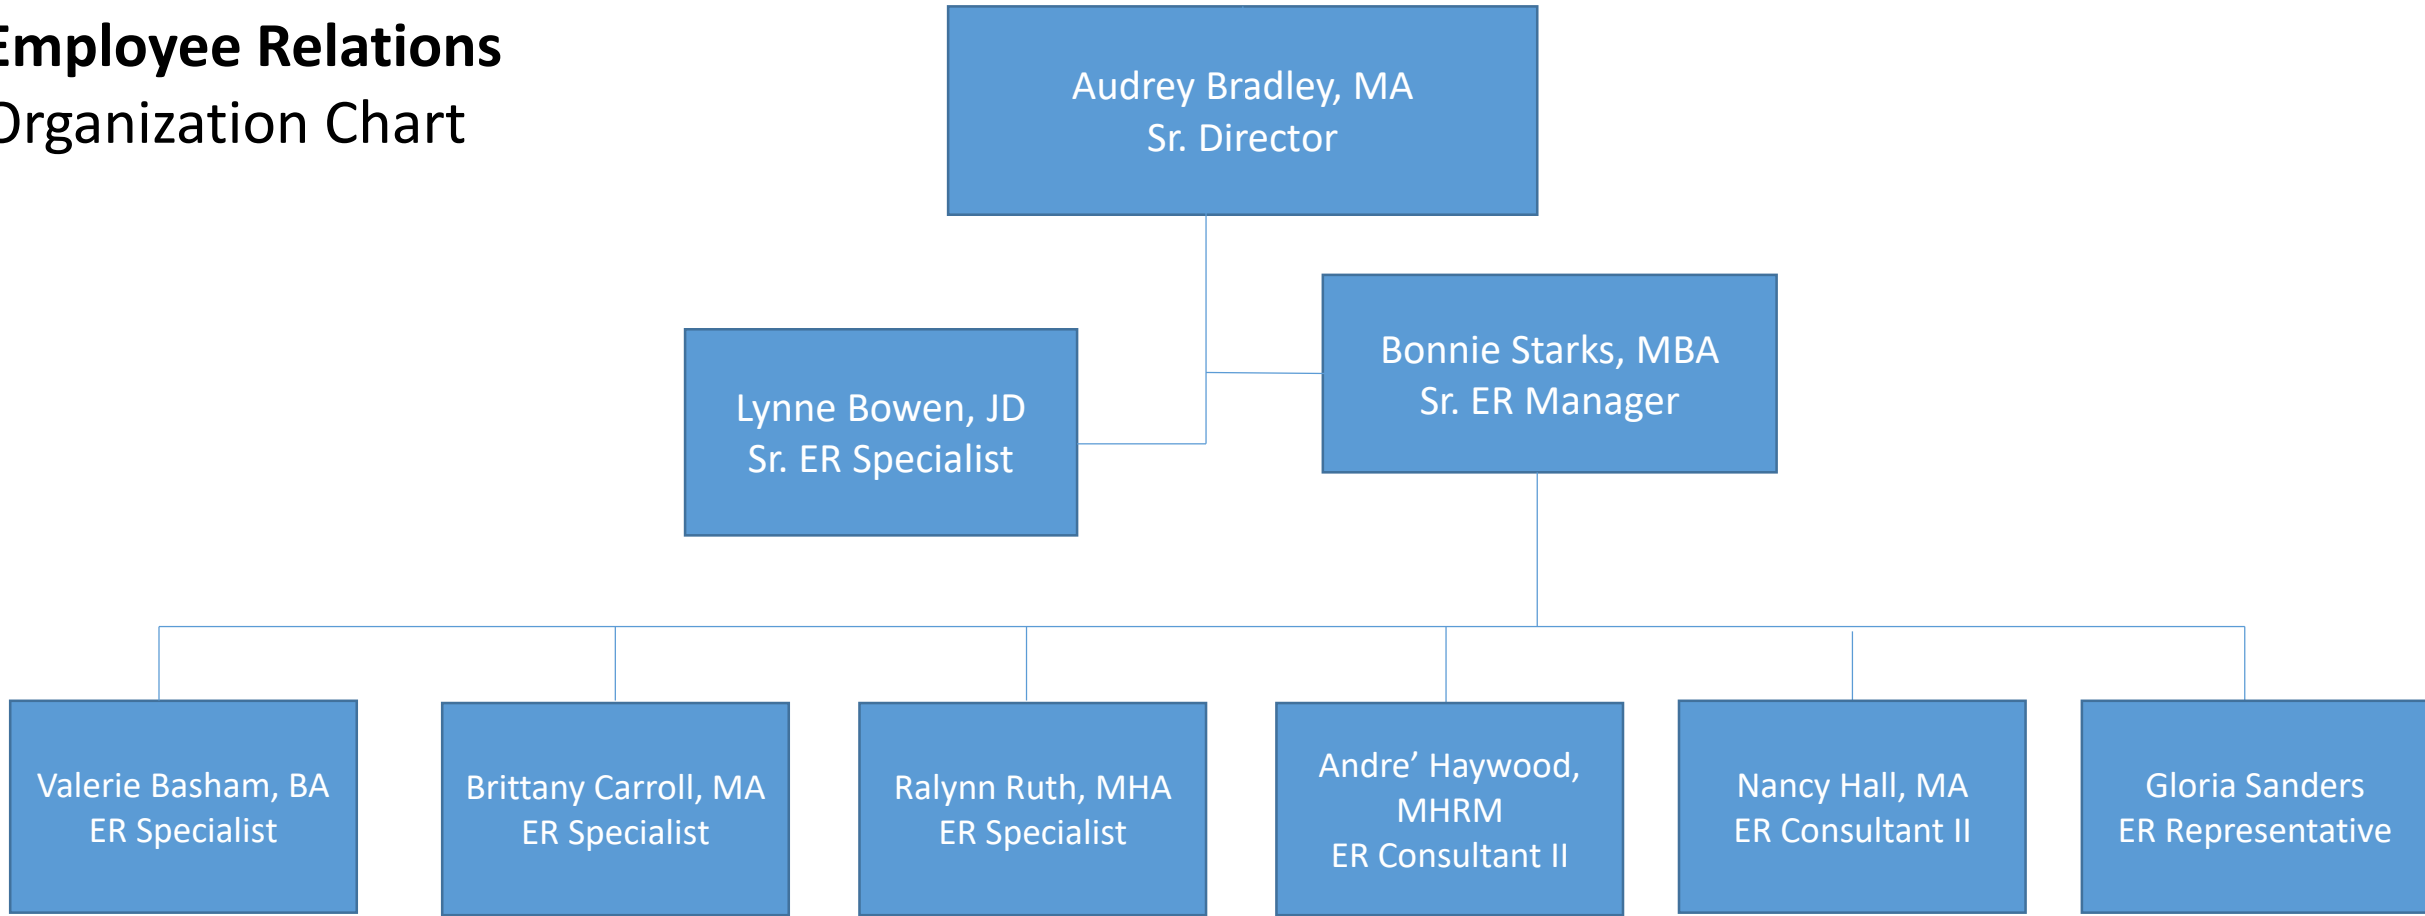 Employee Relations
Organization Chart
Audrey Bradley, MA
Sr. Director
Bonnie Starks, MBA
Sr. ER Manager
Lynne Bowen, JD
Sr. ER Specialist
Valerie Basham, BA
ER Specialist
Brittany Carroll, MA
ER Specialist
Ralynn Ruth, MHA
ER Specialist
Andre’ Haywood,
MHRM
ER Consultant II
Nancy Hall, MA
ER Consultant II
Gloria Sanders
ER Representative